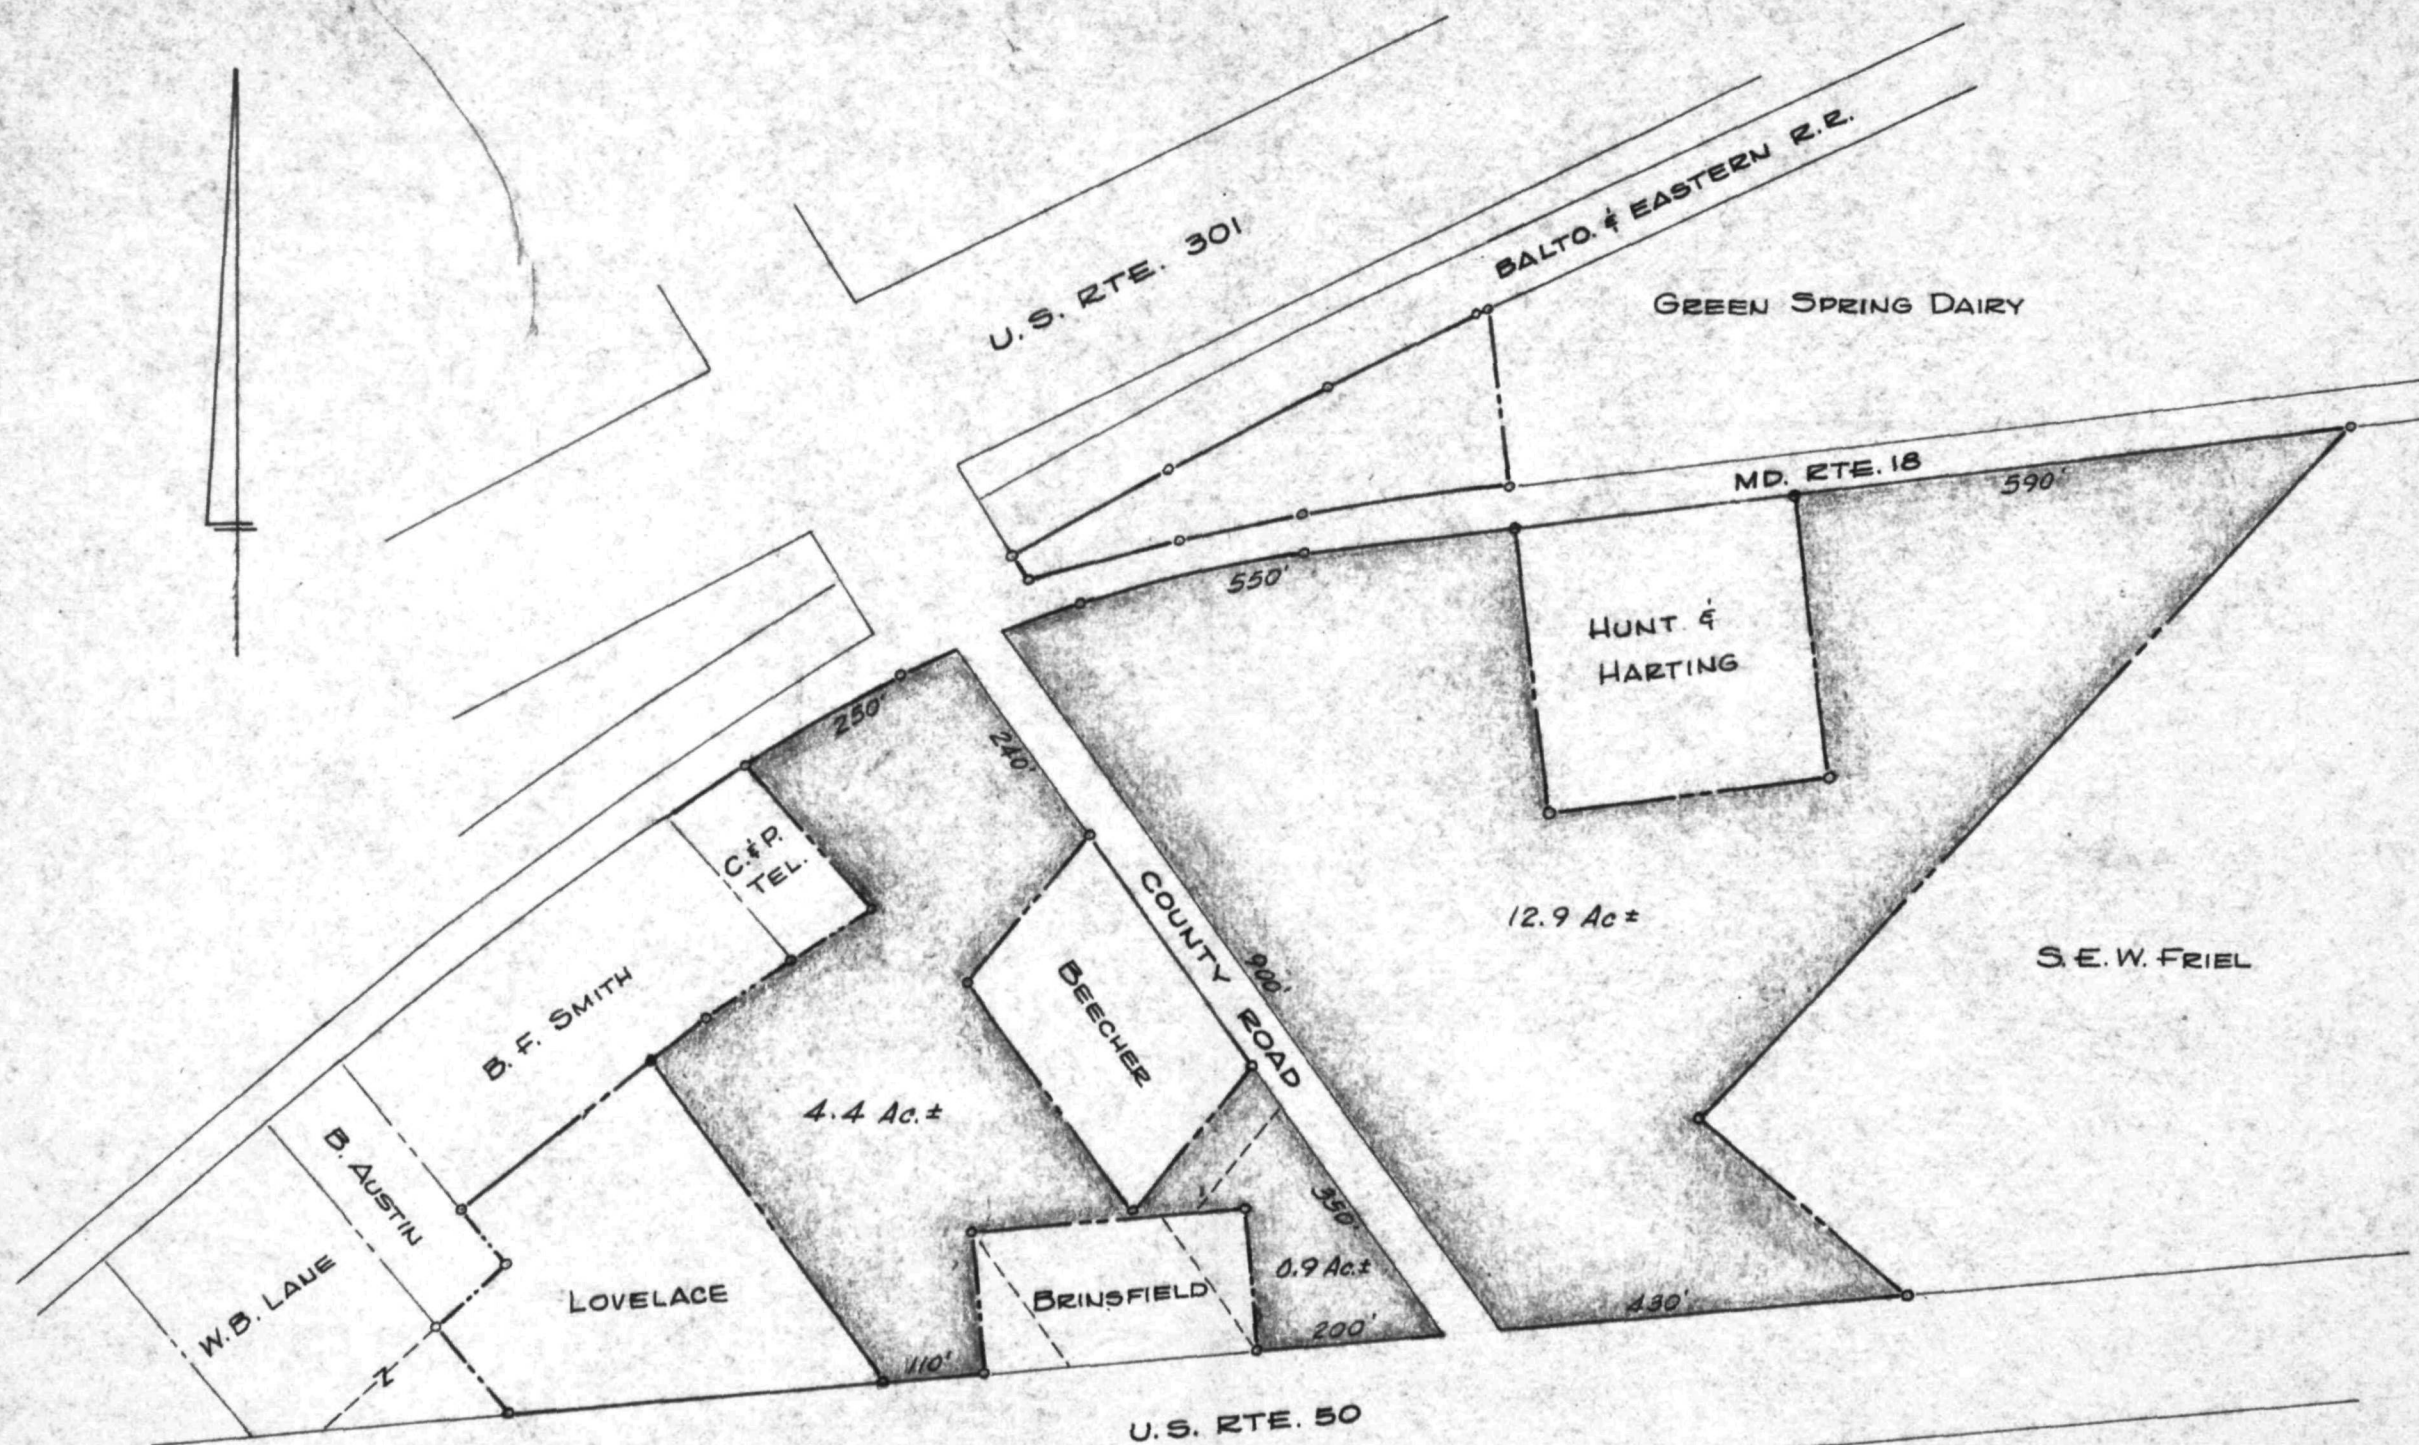 U.S. RTE. 301
BALTO. & EASTERN R.R.
GREEN SPRING DAIRY
MD. RTE. 18
590'
550'
HUNT &
HARTING
250'
240'
C. & P.
TEL.
COUNTY ROAD
900'
12.9 Ac ±
S. E. W. FRIEL
B. F. SMITH
BEECHER
4.4 Ac. ±
B. AUSTIN
W. B. LANE
LOVELACE
350'
0.9 Ac. ±
BRINSFIELD
430'
200'
110'
Z
U.S. RTE. 50